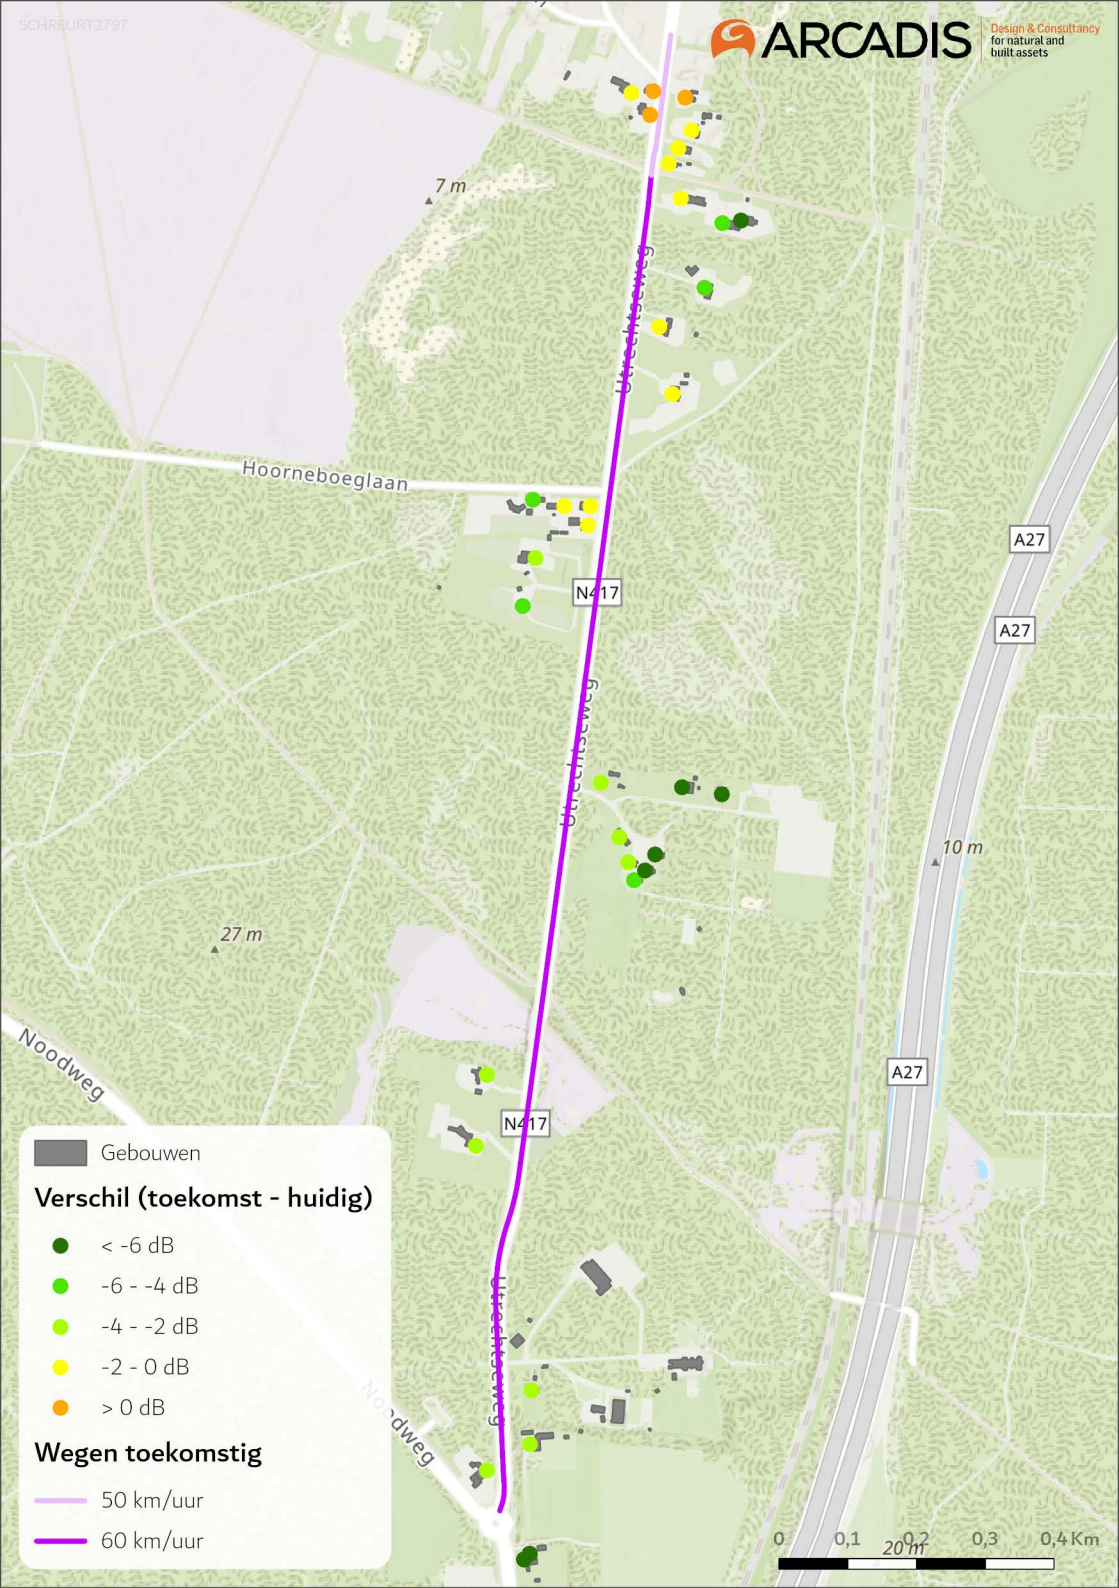 SCHREURT2797
ARCADIS
Design & Consultancy
for natural and
built assets
7 m
Utrechtseweg
Hoorneboeglaan
A27
N417
A27
Utrechtseweg
10 m
27 m
Noodweg
A27
N417
Utrechtseweg
Noodweg
Gebouwen
Verschil (toekomst - huidig)
< -6 dB
-6 - -4 dB
-4 - -2 dB
-2 - 0 dB
> 0 dB
Wegen toekomstig
50 km/uur
60 km/uur
0 0,1 0,2 0,3 0,4 Km
20 m